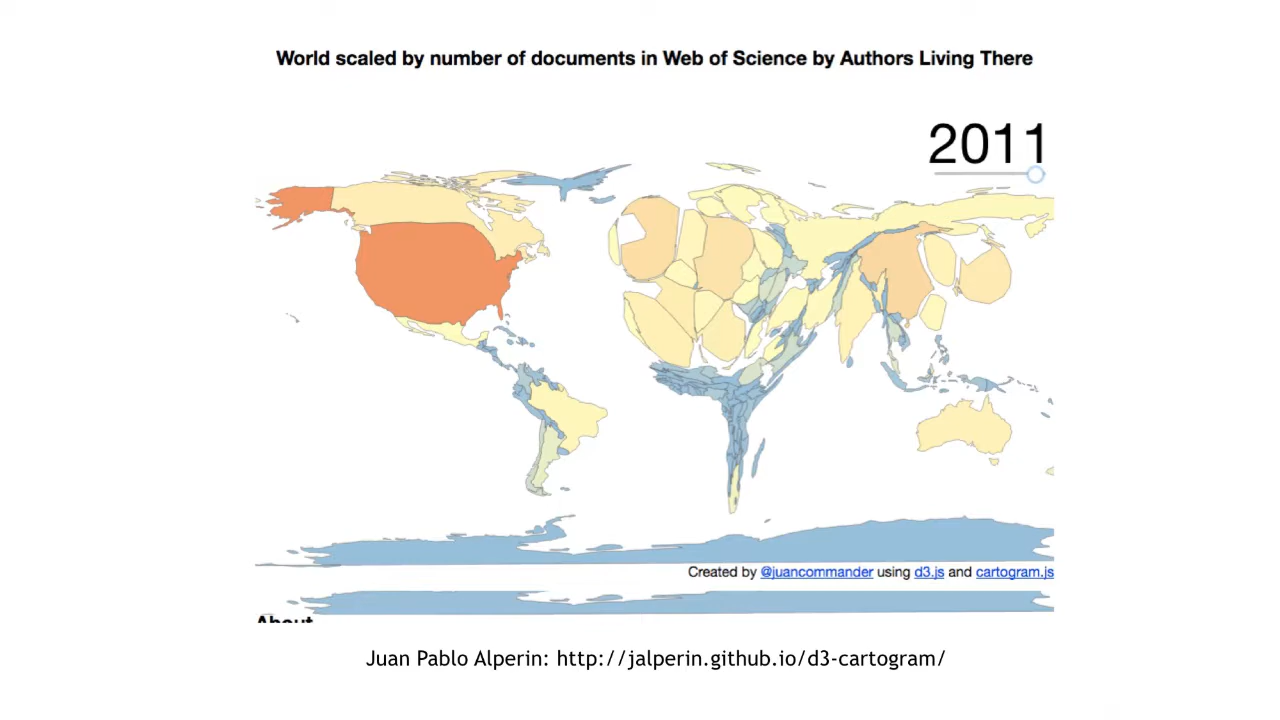 World scaled by number of documents in Web of Science by Authors Living There
2011
Created by @juancommander using d3.js and cartogram.js
About
Juan Pablo Alperin: http://jalperin.github.io/d3-cartogram/